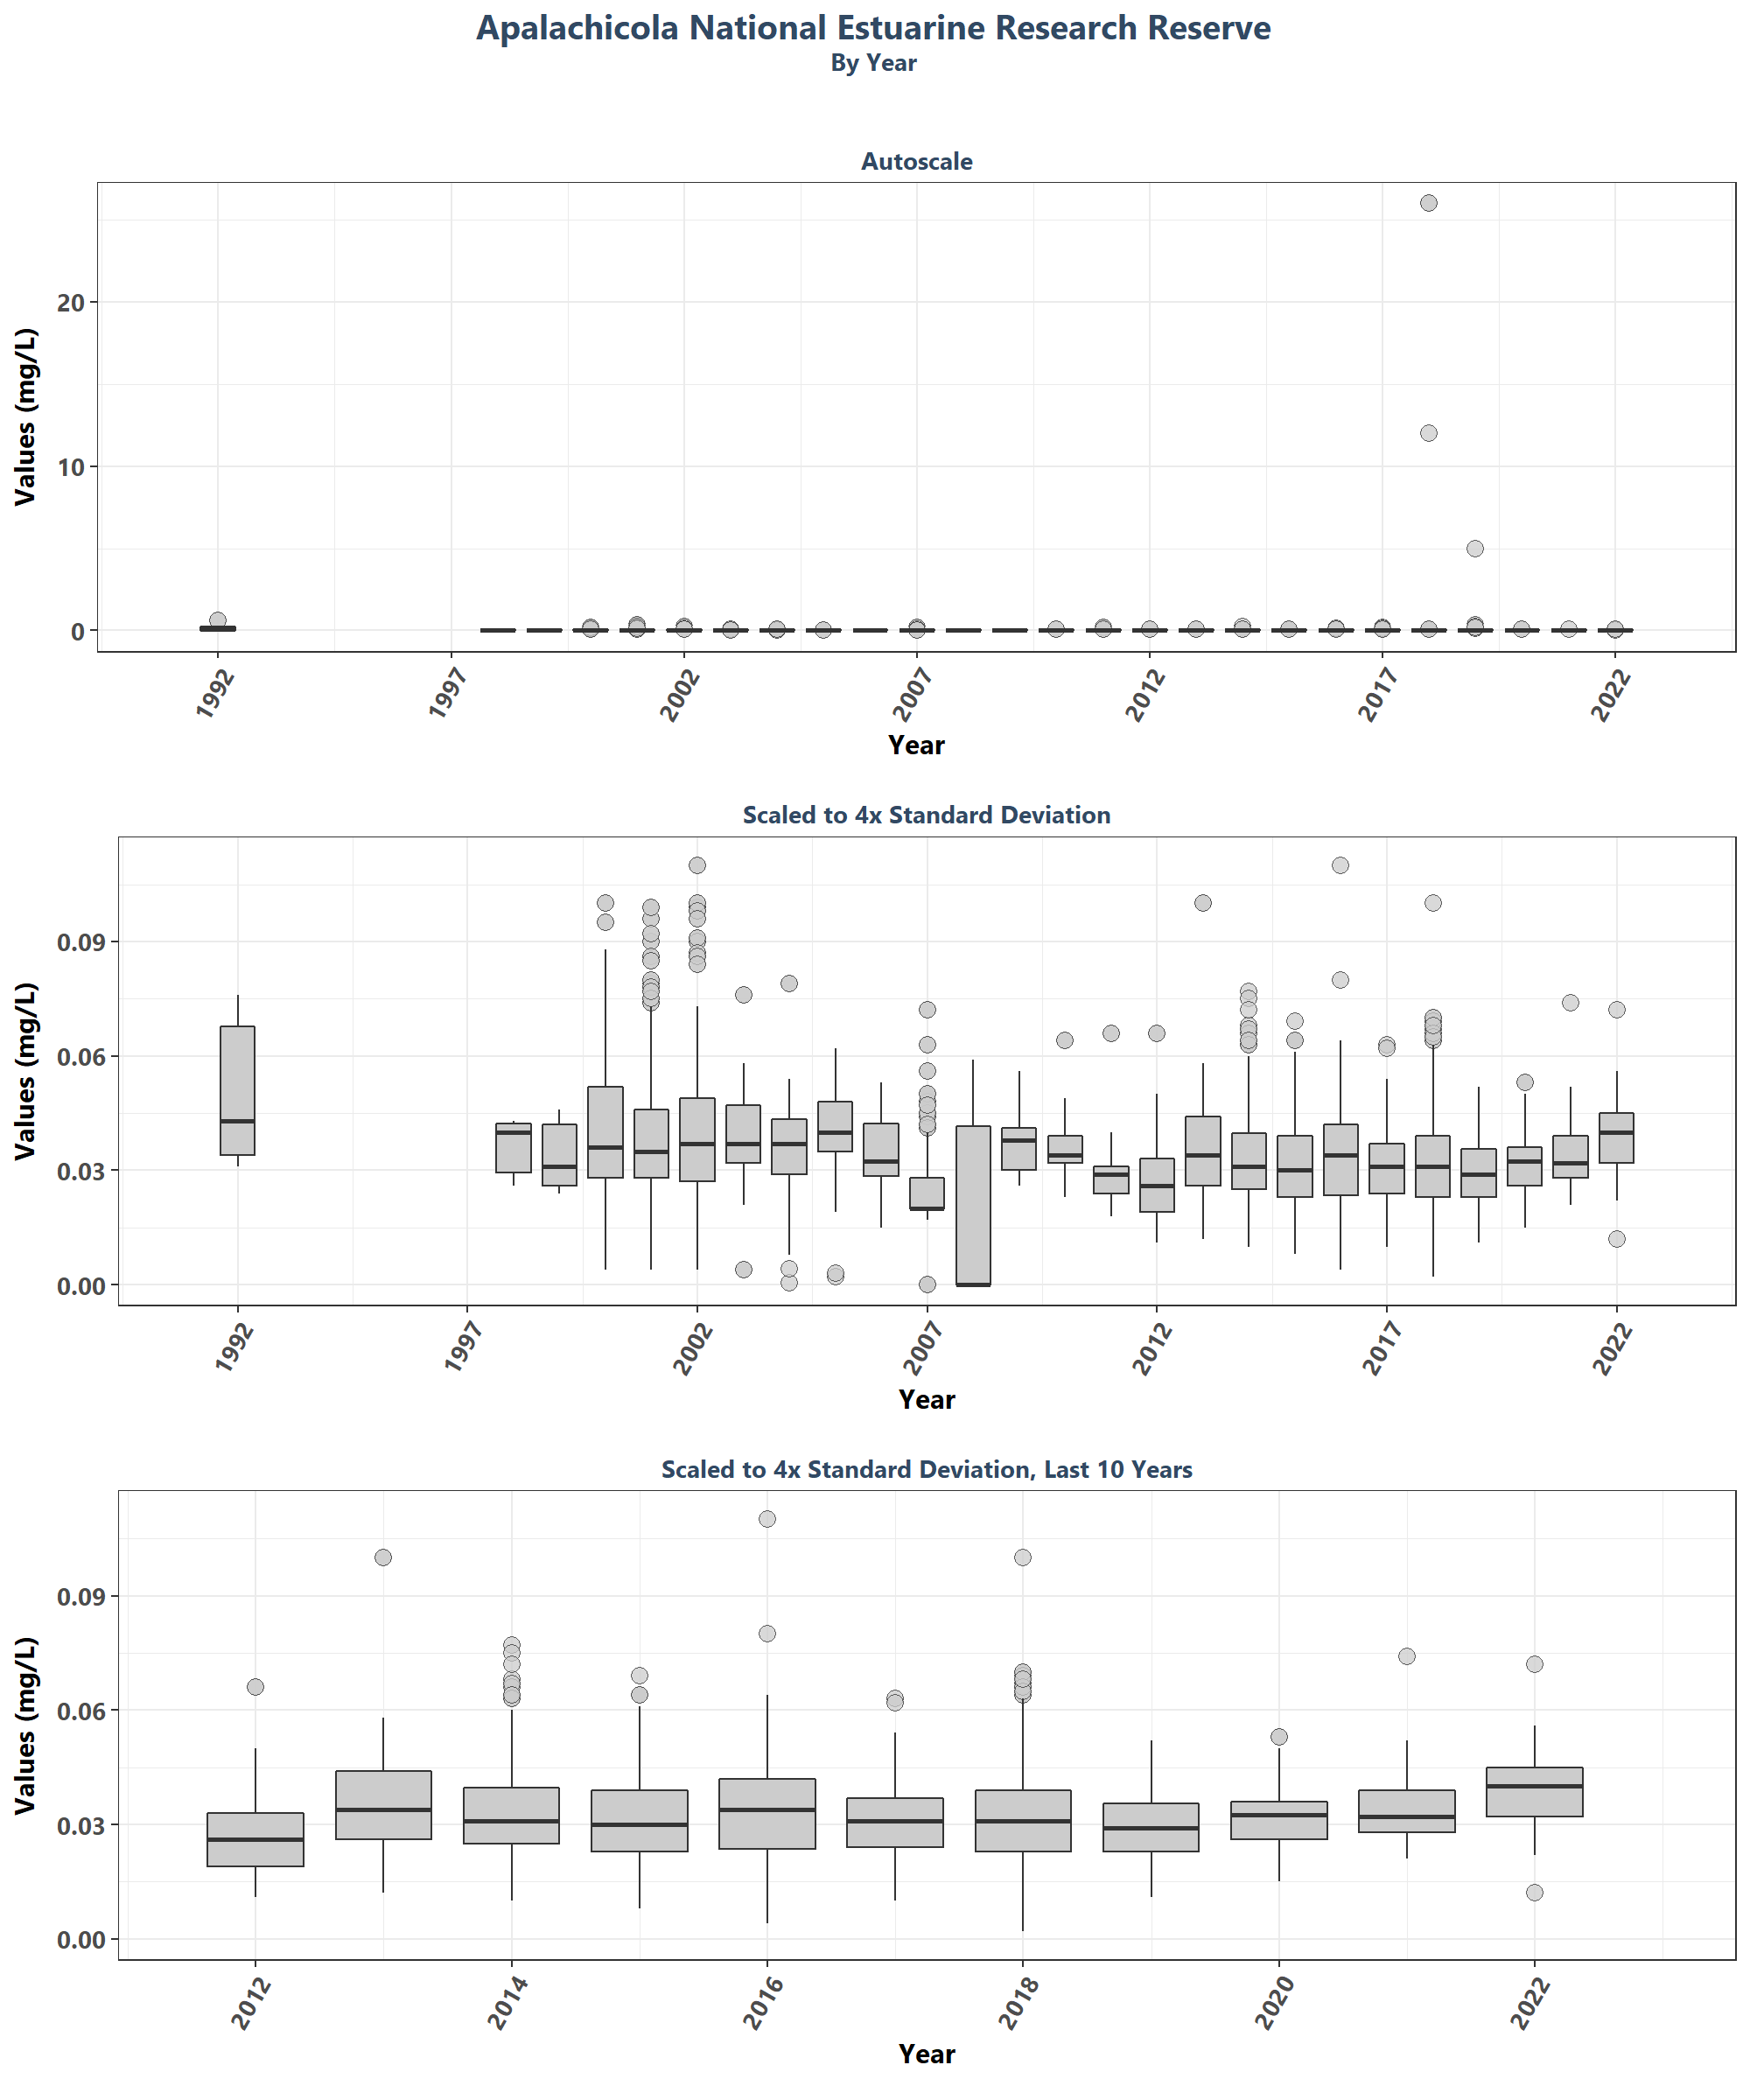 Apalachicola National Estuarine Research Reserve
By Year
Autoscale
Values (mg/L)
20
10
0
1992
1997
2002
2007
2012
2017
2022
Year
Scaled to 4x Standard Deviation
Values (mg/L)
0.09
0.06
0.03
0.00
1992
1997
2002
2007
2012
2017
2022
Year
Scaled to 4x Standard Deviation, Last 10 Years
Values (mg/L)
0.09
0.06
0.03
0.00
2012
2014
2016
2018
2020
2022
Year